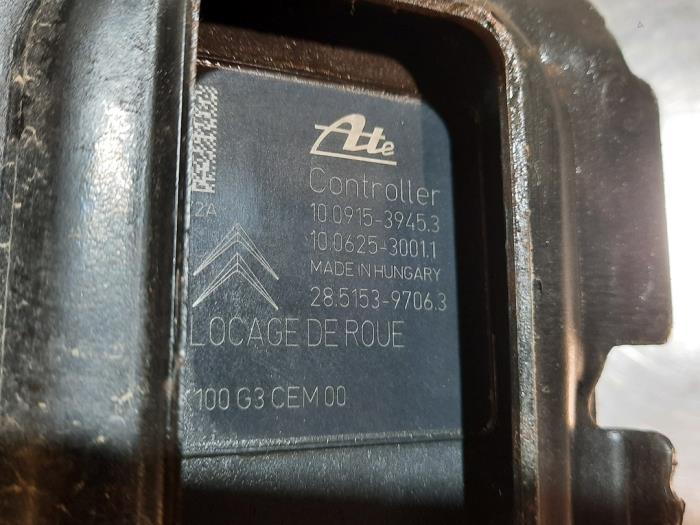 Ate
Controller
2A
10.0915-3945.3
10.0625-3001.1
MADE IN HUNGARY
28.5153-9706.3
LOCAGE DE ROUE
100 G3 CEM 00